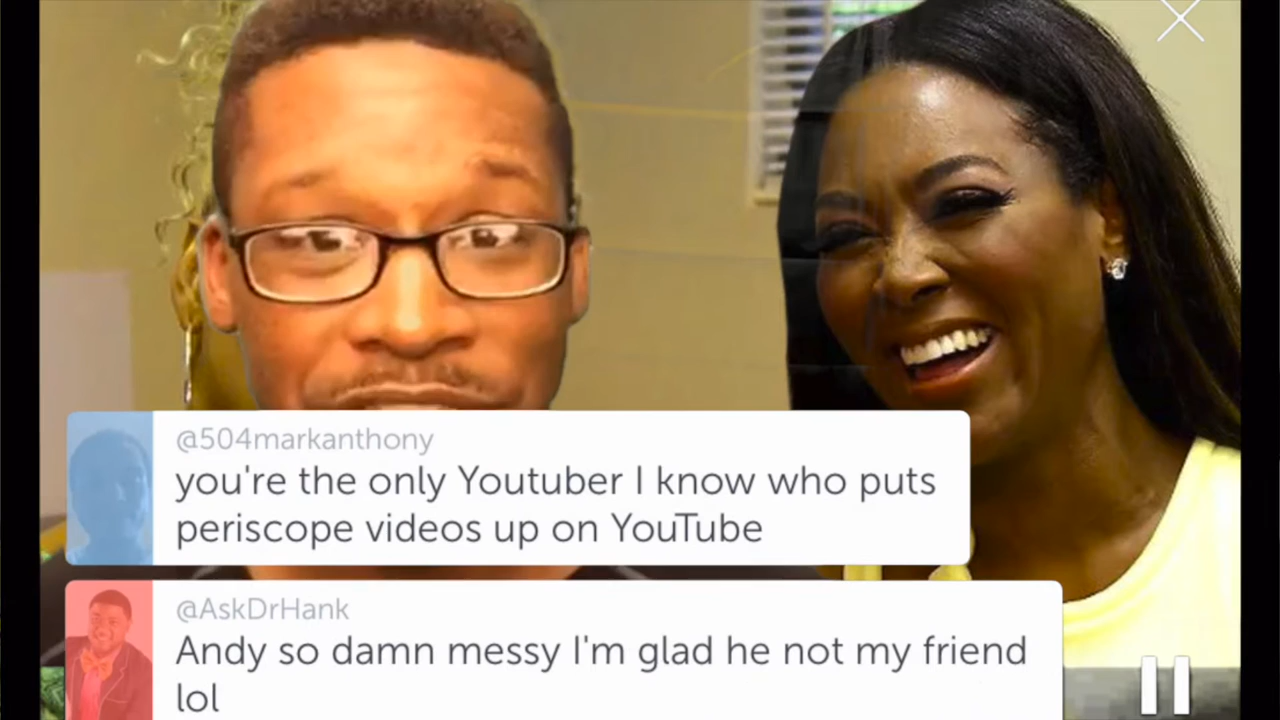 @504markanthony
you're the only Youtuber I know who puts
periscope videos up on YouTube
@AskDrHank
Andy so damn messy I'm glad he not my friend
lol